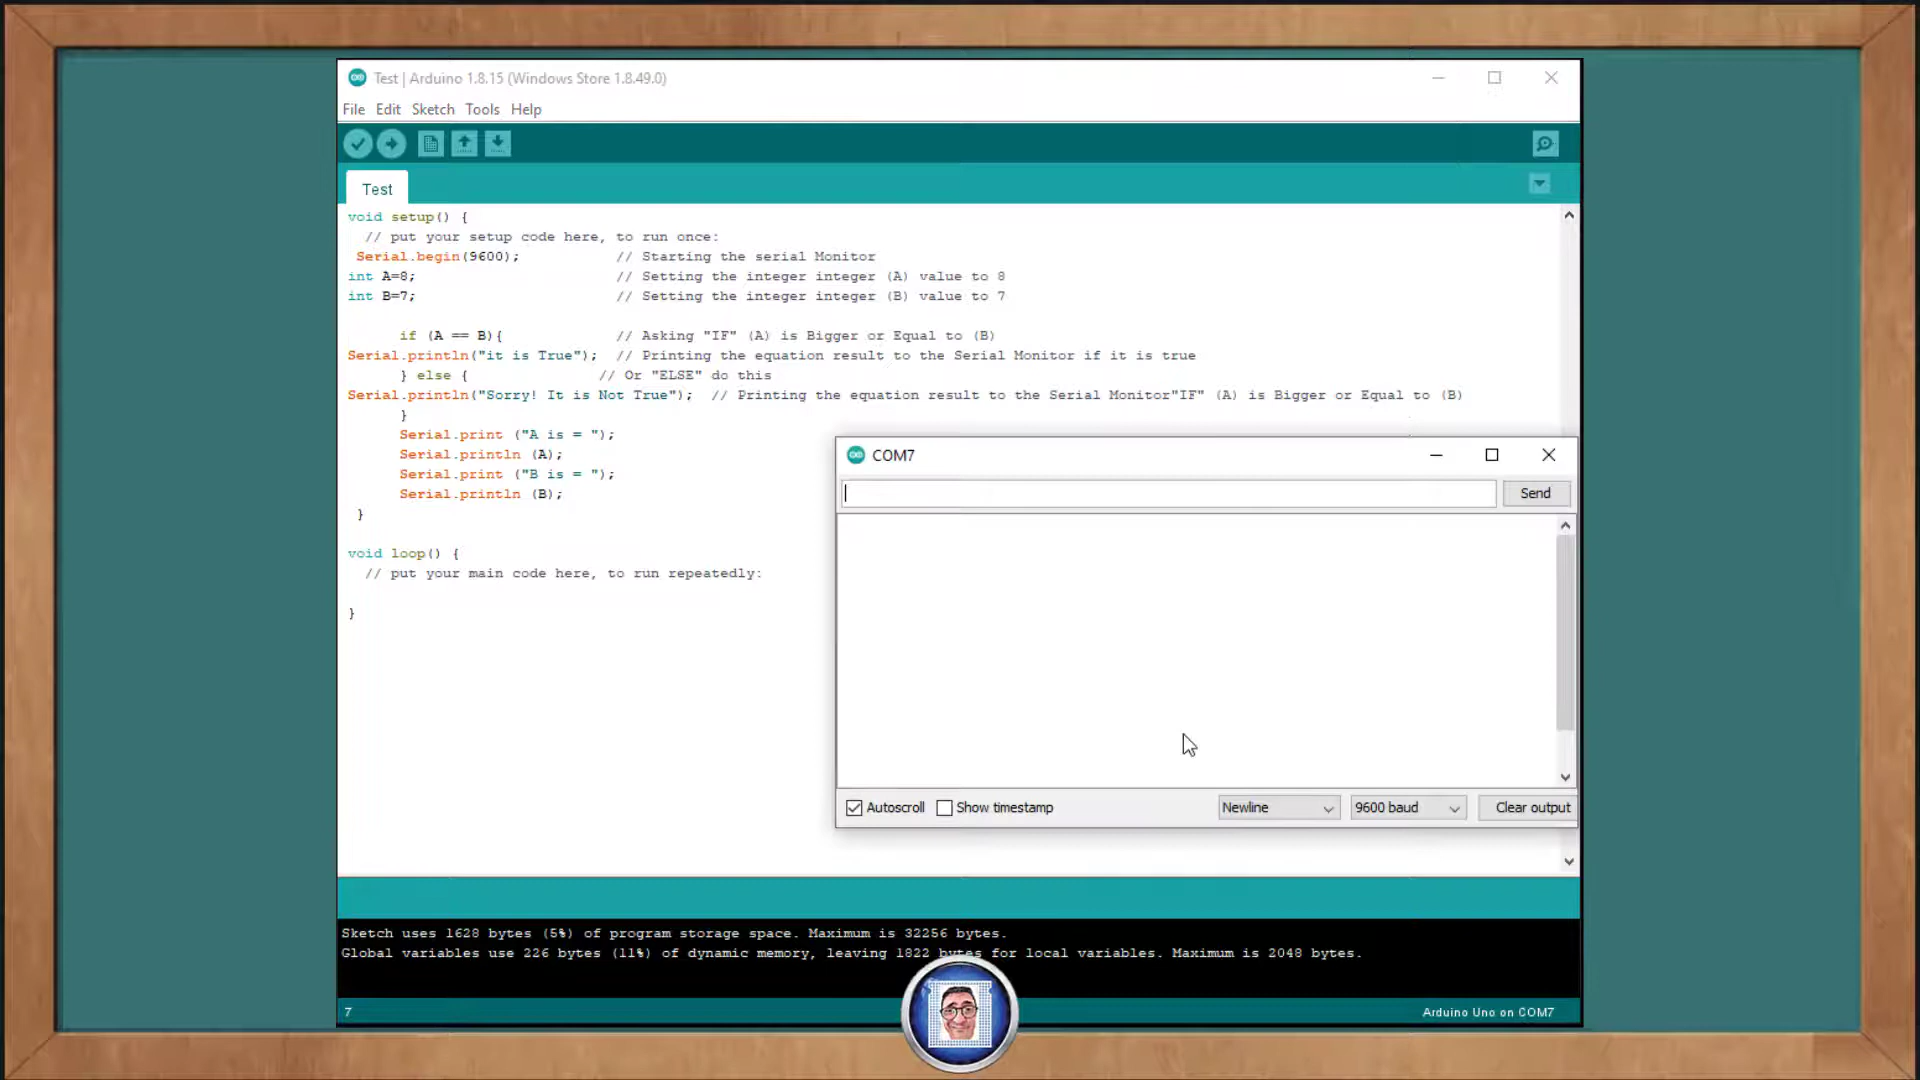 Test | Arduino 1.8.15 (Windows Store 1.8.49.0)
File Edit Sketch Tools Help
Test
void setup() {
// put your setup code here, to run once:
Serial.begin(9600); // Starting the serial Monitor
int A=8; // Setting the integer integer (A) value to 8
int B=7; // Setting the integer integer (B) value to 7
if (A == B){ // Asking "IF" (A) is Bigger or Equal to (B)
Serial.println("it is True"); // Printing the equation result to the Serial Monitor if it is true
} else { // Or "ELSE" do this
Serial.println("Sorry! It is Not True"); // Printing the equation result to the Serial Monitor"IF" (A) is Bigger or Equal to (B)
}
Serial.print ("A is = ");
Serial.println (A);
Serial.print ("B is = ");
Serial.println (B);
}
void loop() {
// put your main code here, to run repeatedly:
}
COM7
Send
Autoscroll Show timestamp Newline 9600 baud Clear output
Sketch uses 1628 bytes (5%) of program storage space. Maximum is 32256 bytes.
Global variables use 226 bytes (11%) of dynamic memory, leaving 1822 bytes for local variables. Maximum is 2048 bytes.
7 Arduino Uno on COM7